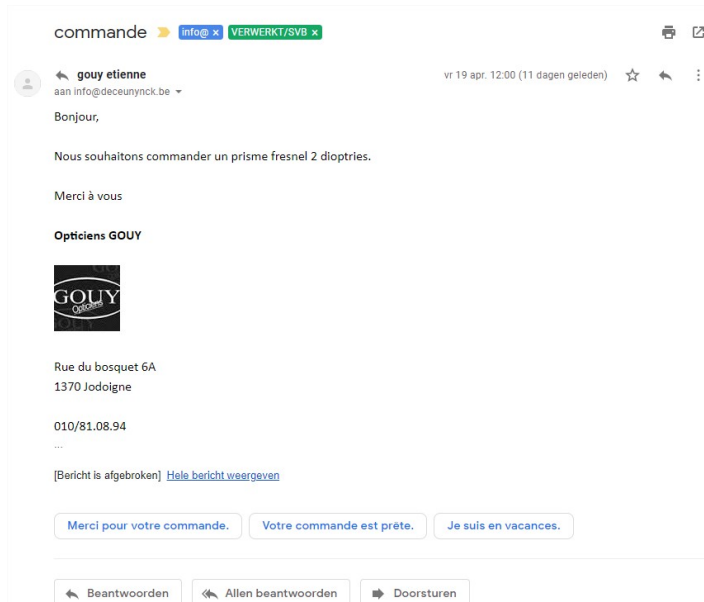 commande info@ × VERWERKT/SVB ×
gouy etienne vr 19 apr. 12:00 (11 dagen geleden)
aan info@deceunynck.be
Bonjour,
Nous souhaitons commander un prisme fresnel 2 dioptries.
Merci à vous
Opticiens GOUY
GOUY
Opticiens
Rue du bosquet 6A
1370 Jodoigne
010/81.08.94
...
[Bericht is afgebroken] Hele bericht weergeven
Merci pour votre commande. Votre commande est prête. Je suis en vacances.
Beantwoorden Allen beantwoorden Doorsturen